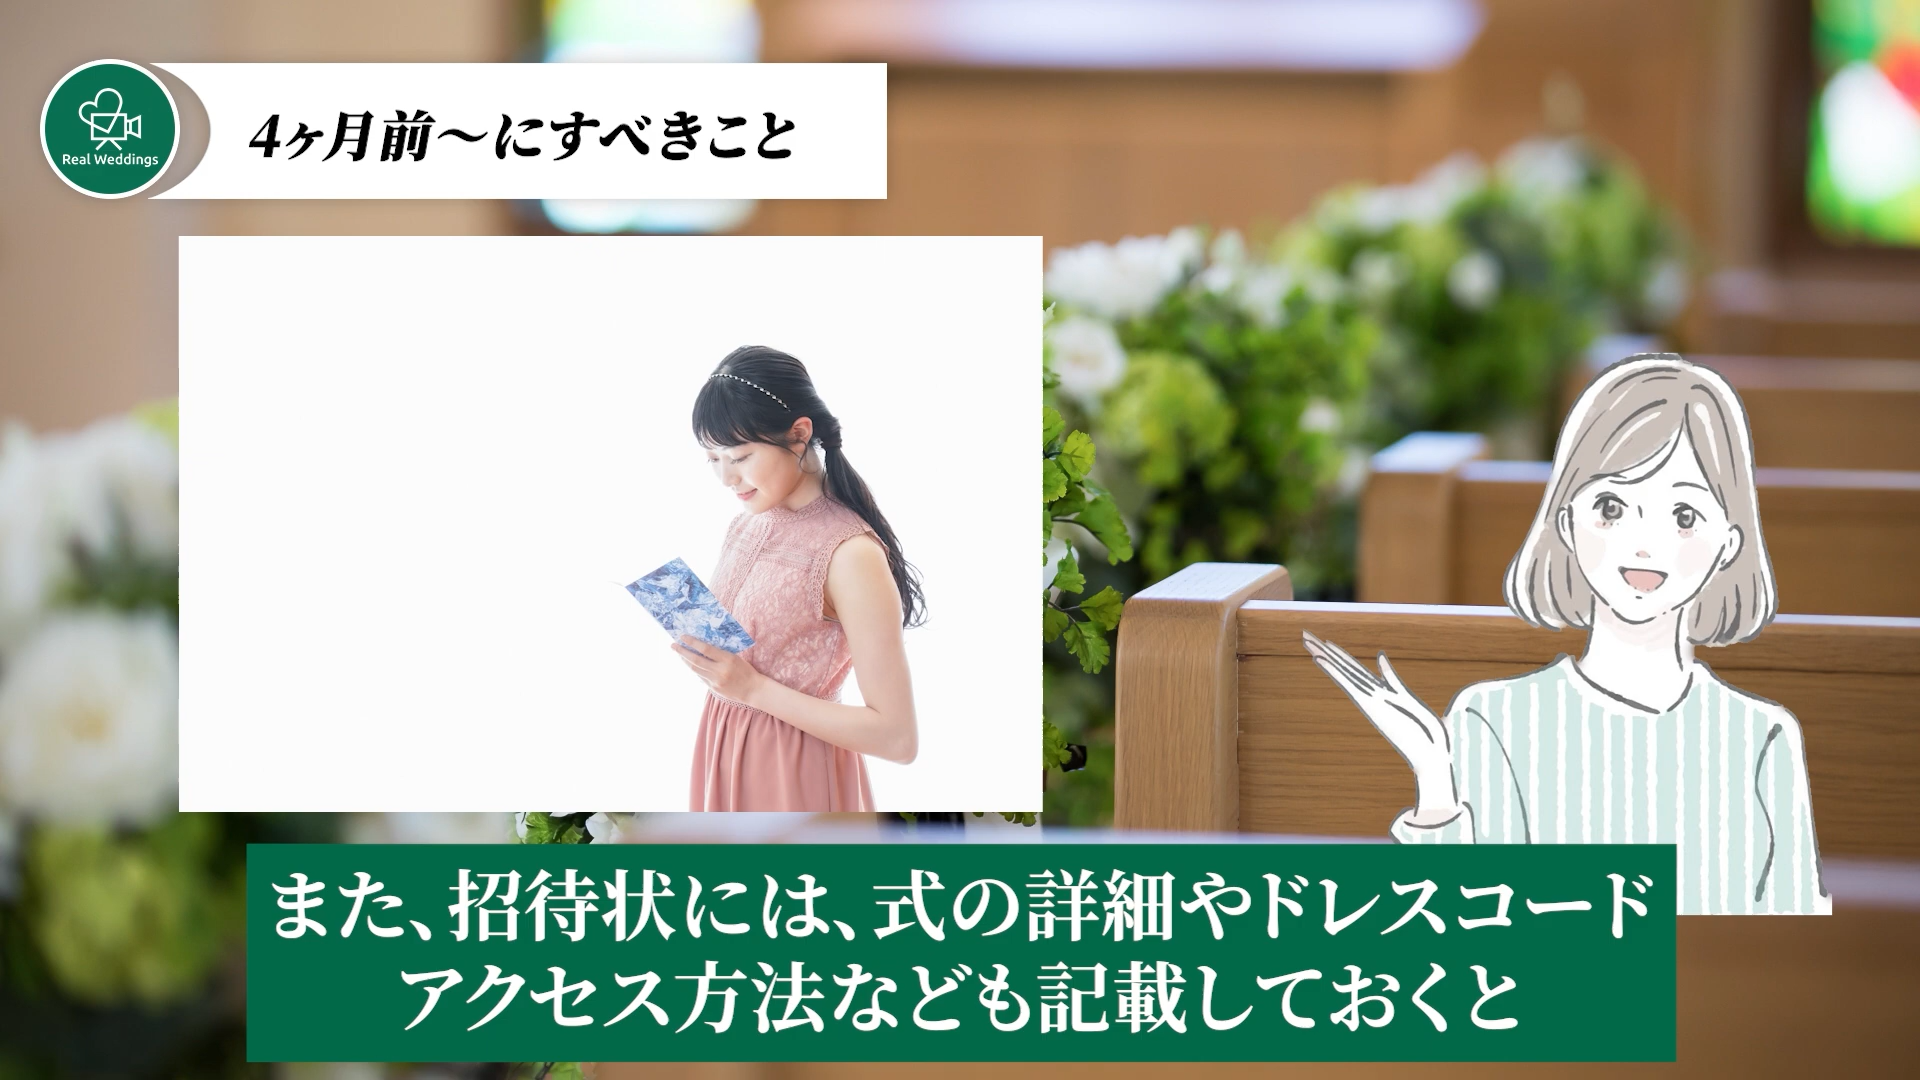 Real Weddings
4ヶ月前〜にすべきこと
また、招待状には、式の詳細やドレスコード
アクセス方法なども記載しておくと